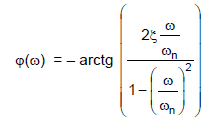 φ(ω) = – arctg ( (2ξ ω/ωn) / (1 – (ω/ωn)²) )